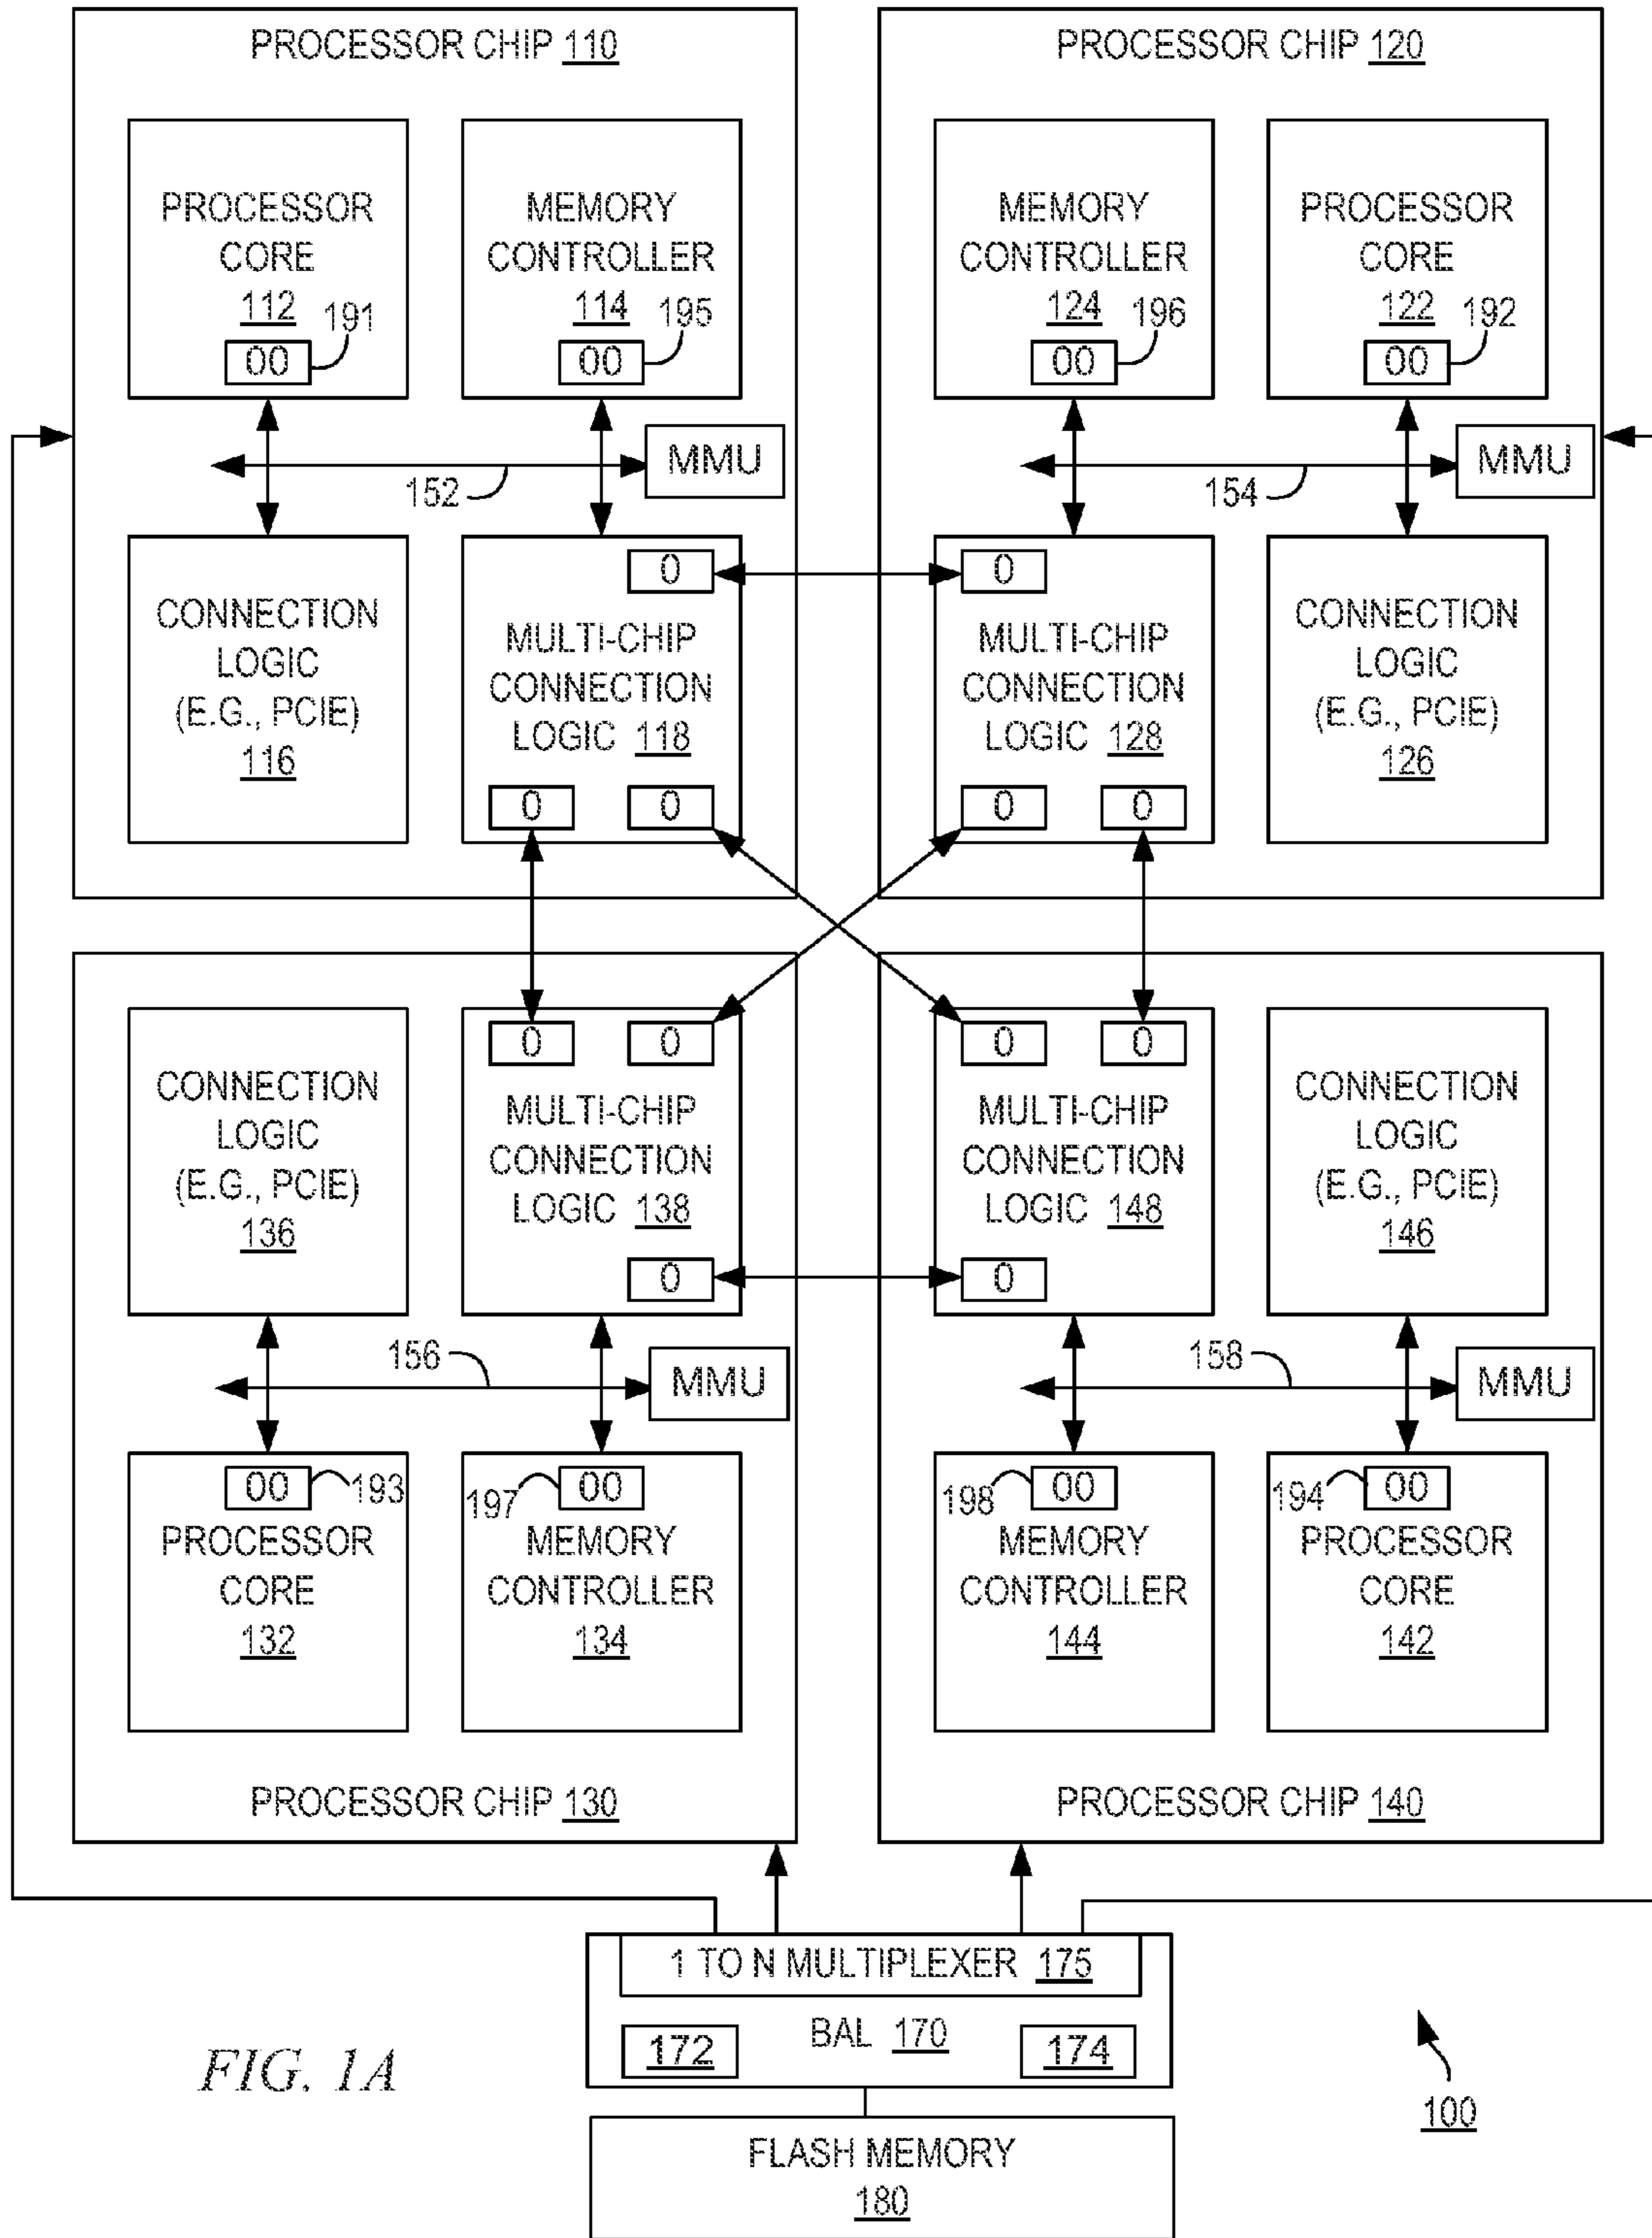 PROCESSOR CHIP 110
PROCESSOR
CORE
112
00
191
MEMORY
CONTROLLER
114
00
195
152
MMU
CONNECTION
LOGIC
(E.G., PCIE)
116
0
MULTI-CHIP
CONNECTION
LOGIC 118
0
0
PROCESSOR CHIP 120
MEMORY
CONTROLLER
124
00
196
PROCESSOR
CORE
122
00
192
154
MMU
0
MULTI-CHIP
CONNECTION
LOGIC 128
0
0
CONNECTION
LOGIC
(E.G., PCIE)
126
CONNECTION
LOGIC
(E.G., PCIE)
136
0
0
MULTI-CHIP
CONNECTION
LOGIC 138
0
156
MMU
00
193
PROCESSOR
CORE
132
197
00
MEMORY
CONTROLLER
134
PROCESSOR CHIP 130
0
0
MULTI-CHIP
CONNECTION
LOGIC 148
0
CONNECTION
LOGIC
(E.G., PCIE)
146
158
MMU
198
00
MEMORY
CONTROLLER
144
194
00
PROCESSOR
CORE
142
PROCESSOR CHIP 140
1 TO N MULTIPLEXER 175
BAL 170
172
174
FLASH MEMORY
180
FIG. 1A
100